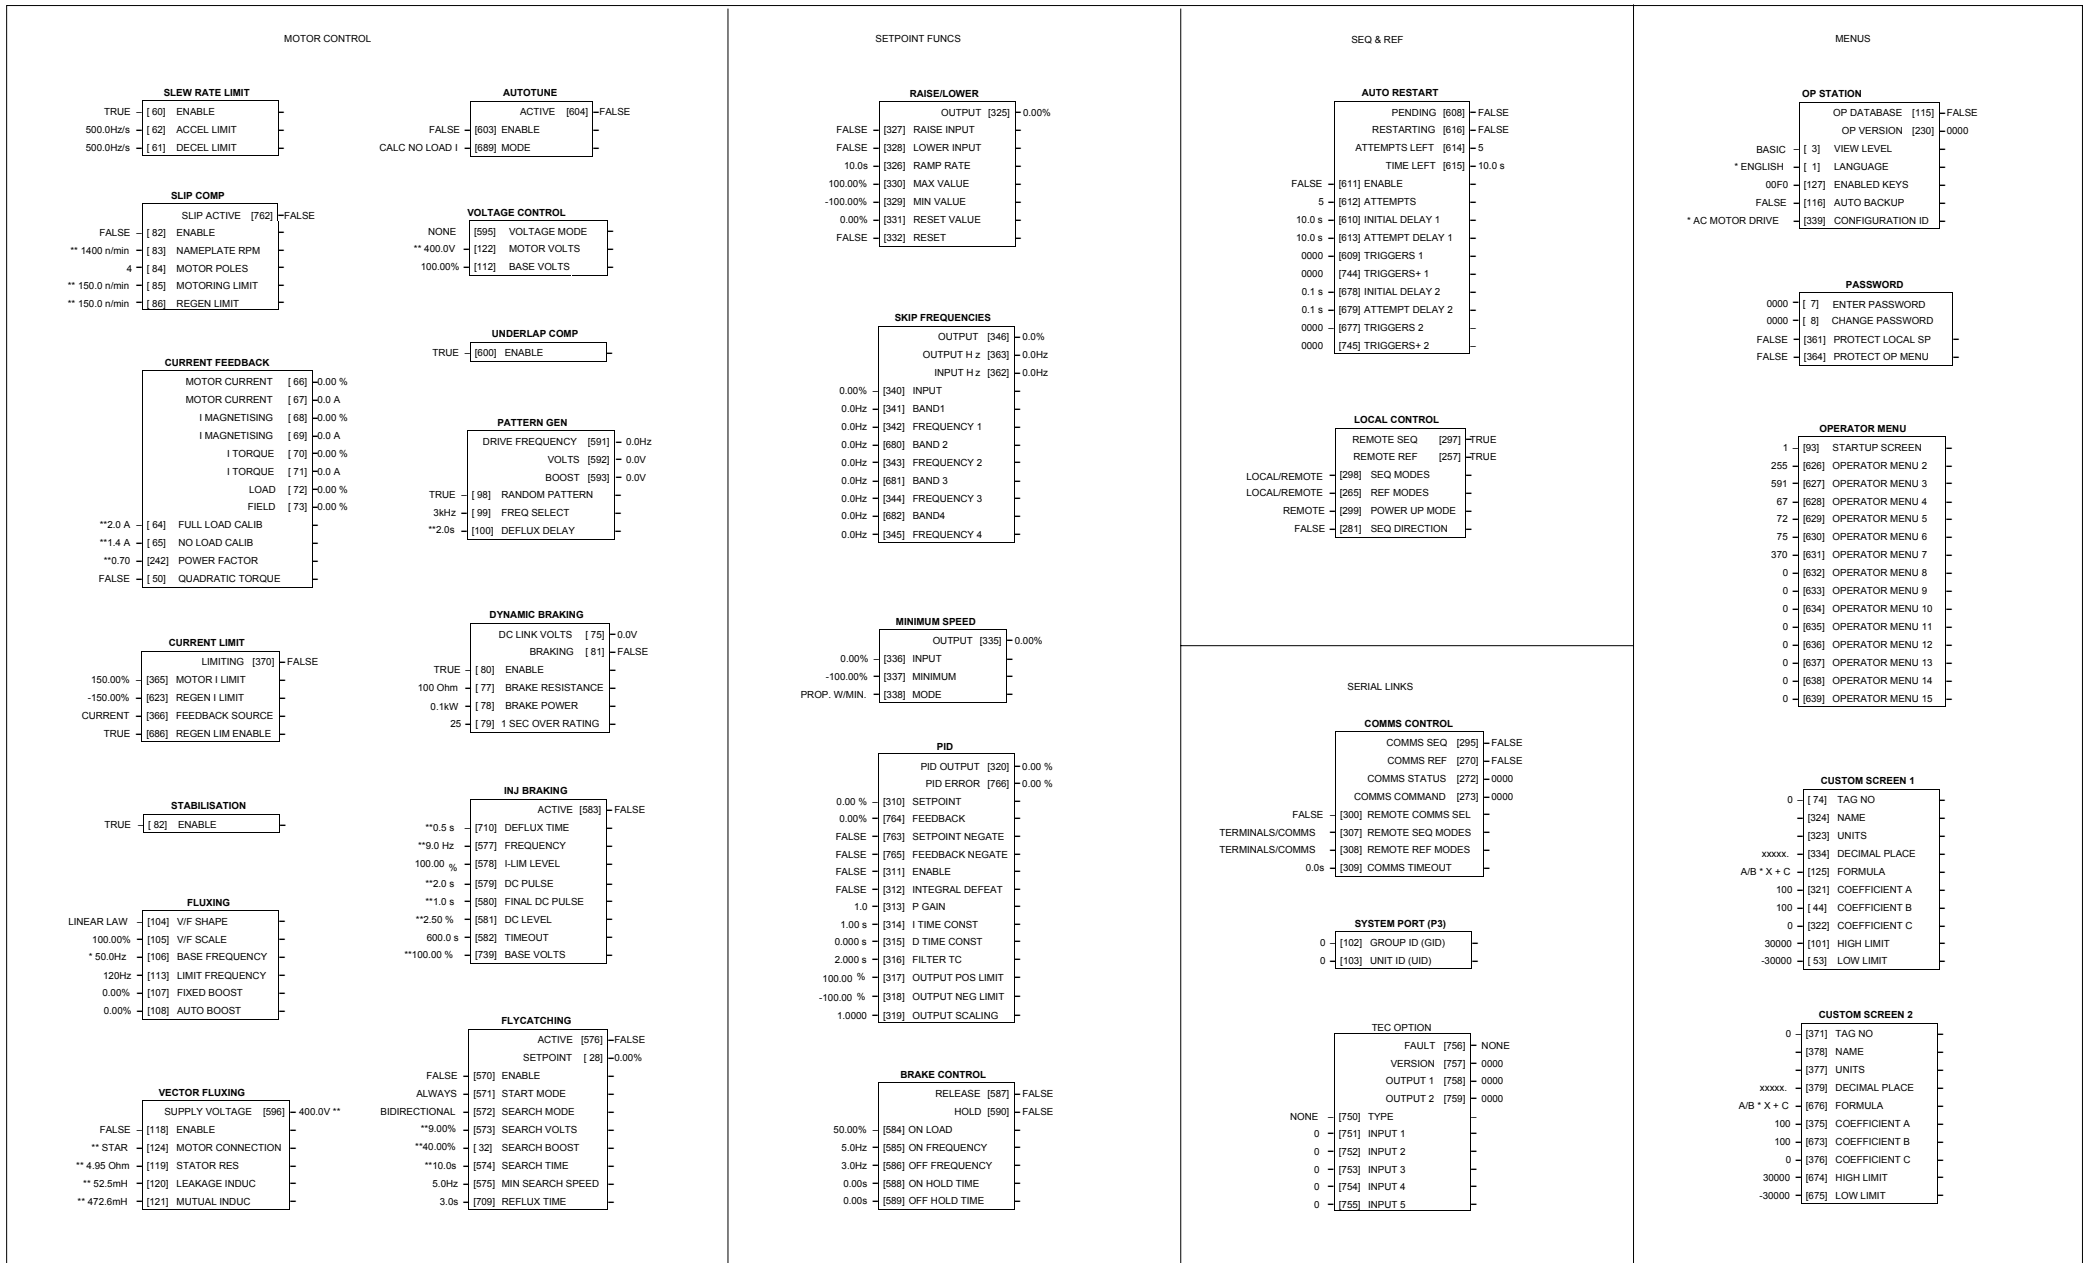 MOTOR CONTROL
SLEW RATE LIMIT
TRUE [ 60] ENABLE
500.0Hz/s [ 62] ACCEL LIMIT
500.0Hz/s [ 61] DECEL LIMIT
SLIP COMP
SLIP ACTIVE [762] FALSE
FALSE [ 82] ENABLE
** 1400 n/min [ 83] NAMEPLATE RPM
4 [ 84] MOTOR POLES
** 150.0 n/min [ 85] MOTORING LIMIT
** 150.0 n/min [ 86] REGEN LIMIT
CURRENT FEEDBACK
MOTOR CURRENT [ 66] 0.00 %
MOTOR CURRENT [ 67] 0.0 A
I MAGNETISING [ 68] 0.00 %
I MAGNETISING [ 69] 0.0 A
I TORQUE [ 70] 0.00 %
I TORQUE [ 71] 0.0 A
LOAD [ 72] 0.00 %
FIELD [ 73] 0.00 %
**2.0 A [ 64] FULL LOAD CALIB
**1.4 A [ 65] NO LOAD CALIB
**0.70 [242] POWER FACTOR
FALSE [ 50] QUADRATIC TORQUE
CURRENT LIMIT
LIMITING [370] FALSE
150.00% [365] MOTOR I LIMIT
-150.00% [623] REGEN I LIMIT
CURRENT [366] FEEDBACK SOURCE
TRUE [686] REGEN LIM ENABLE
STABILISATION
TRUE [ 82] ENABLE
FLUXING
LINEAR LAW [104] V/F SHAPE
100.00% [105] V/F SCALE
* 50.0Hz [106] BASE FREQUENCY
120Hz [113] LIMIT FREQUENCY
0.00% [107] FIXED BOOST
0.00% [108] AUTO BOOST
VECTOR FLUXING
SUPPLY VOLTAGE [596] 400.0V **
FALSE [118] ENABLE
** STAR [124] MOTOR CONNECTION
** 4.95 Ohm [119] STATOR RES
** 52.5mH [120] LEAKAGE INDUC
** 472.6mH [121] MUTUAL INDUC
AUTOTUNE
ACTIVE [604] FALSE
FALSE [603] ENABLE
CALC NO LOAD I [689] MODE
VOLTAGE CONTROL
NONE [595] VOLTAGE MODE
** 400.0V [122] MOTOR VOLTS
100.00% [112] BASE VOLTS
UNDERLAP COMP
TRUE [600] ENABLE
PATTERN GEN
DRIVE FREQUENCY [591] 0.0Hz
VOLTS [592] 0.0V
BOOST [593] 0.0V
TRUE [ 98] RANDOM PATTERN
3kHz [ 99] FREQ SELECT
**2.0s [100] DEFLUX DELAY
DYNAMIC BRAKING
DC LINK VOLTS [ 75] 0.0V
BRAKING [ 81] FALSE
TRUE [ 80] ENABLE
100 Ohm [ 77] BRAKE RESISTANCE
0.1kW [ 78] BRAKE POWER
25 [ 79] 1 SEC OVER RATING
INJ BRAKING
ACTIVE [583] FALSE
**0.5 s [710] DEFLUX TIME
**9.0 Hz [577] FREQUENCY
100.00 % [578] I-LIM LEVEL
**2.0 s [579] DC PULSE
**1.0 s [580] FINAL DC PULSE
**2.50 % [581] DC LEVEL
600.0 s [582] TIMEOUT
**100.00 % [739] BASE VOLTS
FLYCATCHING
ACTIVE [576] FALSE
SETPOINT [ 28] 0.00%
FALSE [570] ENABLE
ALWAYS [571] START MODE
BIDIRECTIONAL [572] SEARCH MODE
**9.00% [573] SEARCH VOLTS
**40.00% [ 32] SEARCH BOOST
**10.0s [574] SEARCH TIME
5.0Hz [575] MIN SEARCH SPEED
3.0s [709] REFLUX TIME
SETPOINT FUNCS
RAISE/LOWER
OUTPUT [325] 0.00%
FALSE [327] RAISE INPUT
FALSE [328] LOWER INPUT
10.0s [326] RAMP RATE
100.00% [330] MAX VALUE
-100.00% [329] MIN VALUE
0.00% [331] RESET VALUE
FALSE [332] RESET
SKIP FREQUENCIES
OUTPUT [346] 0.0%
OUTPUT H z [363] 0.0Hz
INPUT H z [362] 0.0Hz
0.00% [340] INPUT
0.0Hz [341] BAND1
0.0Hz [342] FREQUENCY 1
0.0Hz [680] BAND 2
0.0Hz [343] FREQUENCY 2
0.0Hz [681] BAND 3
0.0Hz [344] FREQUENCY 3
0.0Hz [682] BAND4
0.0Hz [345] FREQUENCY 4
MINIMUM SPEED
OUTPUT [335] 0.00%
0.00% [336] INPUT
-100.00% [337] MINIMUM
PROP. W/MIN. [338] MODE
PID
PID OUTPUT [320] 0.00 %
PID ERROR [766] 0.00 %
0.00 % [310] SETPOINT
0.00% [764] FEEDBACK
FALSE [763] SETPOINT NEGATE
FALSE [765] FEEDBACK NEGATE
FALSE [311] ENABLE
FALSE [312] INTEGRAL DEFEAT
1.0 [313] P GAIN
1.00 s [314] I TIME CONST
0.000 s [315] D TIME CONST
2.000 s [316] FILTER TC
100.00 % [317] OUTPUT POS LIMIT
-100.00 % [318] OUTPUT NEG LIMIT
1.0000 [319] OUTPUT SCALING
BRAKE CONTROL
RELEASE [587] FALSE
HOLD [590] FALSE
50.00% [584] ON LOAD
5.0Hz [585] ON FREQUENCY
3.0Hz [586] OFF FREQUENCY
0.00s [588] ON HOLD TIME
0.00s [589] OFF HOLD TIME
SEQ & REF
AUTO RESTART
PENDING [608] FALSE
RESTARTING [616] FALSE
ATTEMPTS LEFT [614] 5
TIME LEFT [615] 10.0 s
FALSE [611] ENABLE
5 [612] ATTEMPTS
10.0 s [610] INITIAL DELAY 1
10.0 s [613] ATTEMPT DELAY 1
0000 [609] TRIGGERS 1
0000 [744] TRIGGERS+ 1
0.1 s [678] INITIAL DELAY 2
0.1 s [679] ATTEMPT DELAY 2
0000 [677] TRIGGERS 2
0000 [745] TRIGGERS+ 2
LOCAL CONTROL
REMOTE SEQ [297] TRUE
REMOTE REF [257] TRUE
LOCAL/REMOTE [298] SEQ MODES
LOCAL/REMOTE [265] REF MODES
REMOTE [299] POWER UP MODE
FALSE [281] SEQ DIRECTION
SERIAL LINKS
COMMS CONTROL
COMMS SEQ [295] FALSE
COMMS REF [270] FALSE
COMMS STATUS [272] 0000
COMMS COMMAND [273] 0000
FALSE [300] REMOTE COMMS SEL
TERMINALS/COMMS [307] REMOTE SEQ MODES
TERMINALS/COMMS [308] REMOTE REF MODES
0.0s [309] COMMS TIMEOUT
SYSTEM PORT (P3)
0 [102] GROUP ID (GID)
0 [103] UNIT ID (UID)
TEC OPTION
FAULT [756] NONE
VERSION [757] 0000
OUTPUT 1 [758] 0000
OUTPUT 2 [759] 0000
NONE [750] TYPE
0 [751] INPUT 1
0 [752] INPUT 2
0 [753] INPUT 3
0 [754] INPUT 4
0 [755] INPUT 5
MENUS
OP STATION
OP DATABASE [115] FALSE
OP VERSION [230] 0000
BASIC [ 3] VIEW LEVEL
* ENGLISH [ 1] LANGUAGE
00F0 [127] ENABLED KEYS
FALSE [116] AUTO BACKUP
* AC MOTOR DRIVE [339] CONFIGURATION ID
PASSWORD
0000 [ 7] ENTER PASSWORD
0000 [ 8] CHANGE PASSWORD
FALSE [361] PROTECT LOCAL SP
FALSE [364] PROTECT OP MENU
OPERATOR MENU
1 [93] STARTUP SCREEN
255 [626] OPERATOR MENU 2
591 [627] OPERATOR MENU 3
67 [628] OPERATOR MENU 4
72 [629] OPERATOR MENU 5
75 [630] OPERATOR MENU 6
370 [631] OPERATOR MENU 7
0 [632] OPERATOR MENU 8
0 [633] OPERATOR MENU 9
0 [634] OPERATOR MENU 10
0 [635] OPERATOR MENU 11
0 [636] OPERATOR MENU 12
0 [637] OPERATOR MENU 13
0 [638] OPERATOR MENU 14
0 [639] OPERATOR MENU 15
CUSTOM SCREEN 1
0 [ 74] TAG NO
[324] NAME
[323] UNITS
xxxxx. [334] DECIMAL PLACE
A/B * X + C [125] FORMULA
100 [321] COEFFICIENT A
100 [ 44] COEFFICIENT B
0 [322] COEFFICIENT C
30000 [101] HIGH LIMIT
-30000 [ 53] LOW LIMIT
CUSTOM SCREEN 2
0 [371] TAG NO
[378] NAME
[377] UNITS
xxxxx. [379] DECIMAL PLACE
A/B * X + C [676] FORMULA
100 [375] COEFFICIENT A
100 [673] COEFFICIENT B
0 [376] COEFFICIENT C
30000 [674] HIGH LIMIT
-30000 [675] LOW LIMIT